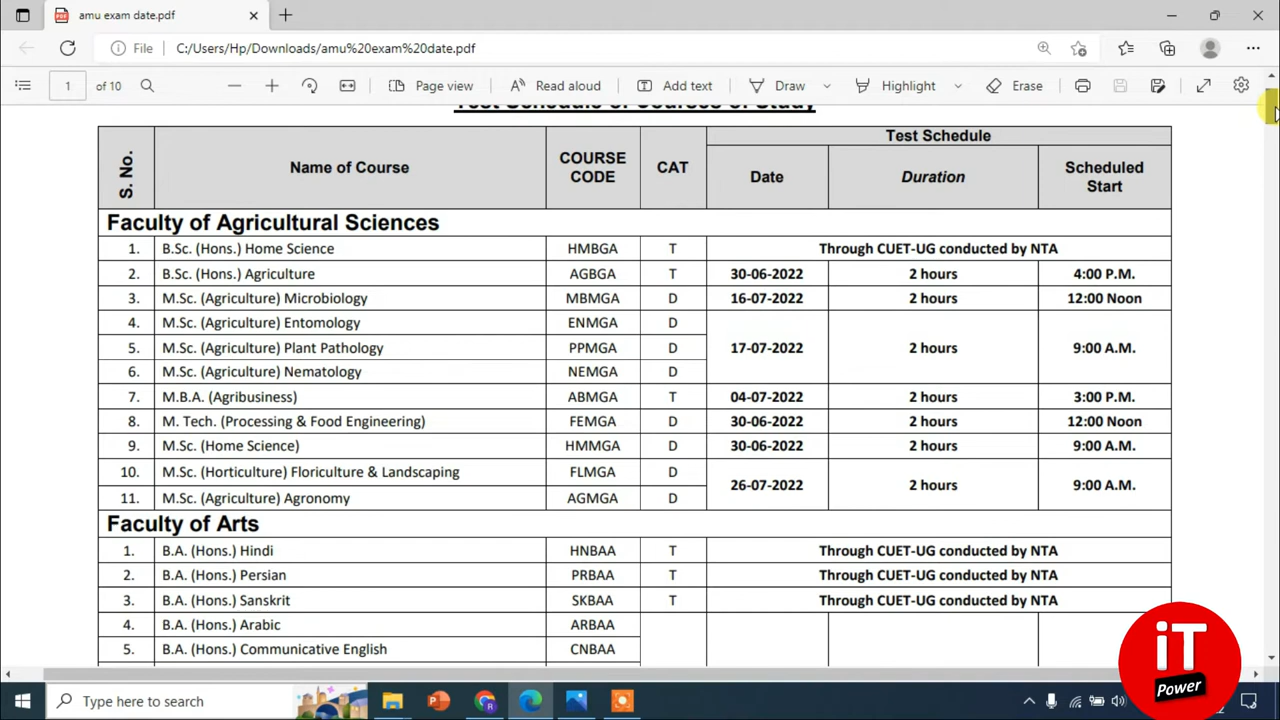 amu exam date.pdf
File C:/Users/Hp/Downloads/amu%20exam%20date.pdf
1 of 10 Page view Read aloud Add text Draw Highlight Erase
Test Schedule of Courses of Study
S. No. Name of Course COURSE CODE CAT Test Schedule
Date Duration Scheduled Start
Faculty of Agricultural Sciences
1. B.Sc. (Hons.) Home Science HMBGA T Through CUET-UG conducted by NTA
2. B.Sc. (Hons.) Agriculture AGBGA T 30-06-2022 2 hours 4:00 P.M.
3. M.Sc. (Agriculture) Microbiology MBMGA D 16-07-2022 2 hours 12:00 Noon
4. M.Sc. (Agriculture) Entomology ENMGA D
5. M.Sc. (Agriculture) Plant Pathology PPMGA D 17-07-2022 2 hours 9:00 A.M.
6. M.Sc. (Agriculture) Nematology NEMGA D
7. M.B.A. (Agribusiness) ABMGA T 04-07-2022 2 hours 3:00 P.M.
8. M. Tech. (Processing & Food Engineering) FEMGA D 30-06-2022 2 hours 12:00 Noon
9. M.Sc. (Home Science) HMMGA D 30-06-2022 2 hours 9:00 A.M.
10. M.Sc. (Horticulture) Floriculture & Landscaping FLMGA D 26-07-2022 2 hours 9:00 A.M.
11. M.Sc. (Agriculture) Agronomy AGMGA D
Faculty of Arts
1. B.A. (Hons.) Hindi HNBAA T Through CUET-UG conducted by NTA
2. B.A. (Hons.) Persian PRBAA T Through CUET-UG conducted by NTA
3. B.A. (Hons.) Sanskrit SKBAA T Through CUET-UG conducted by NTA
4. B.A. (Hons.) Arabic ARBAA
5. B.A. (Hons.) Communicative English CNBAA
iT
Power
Type here to search